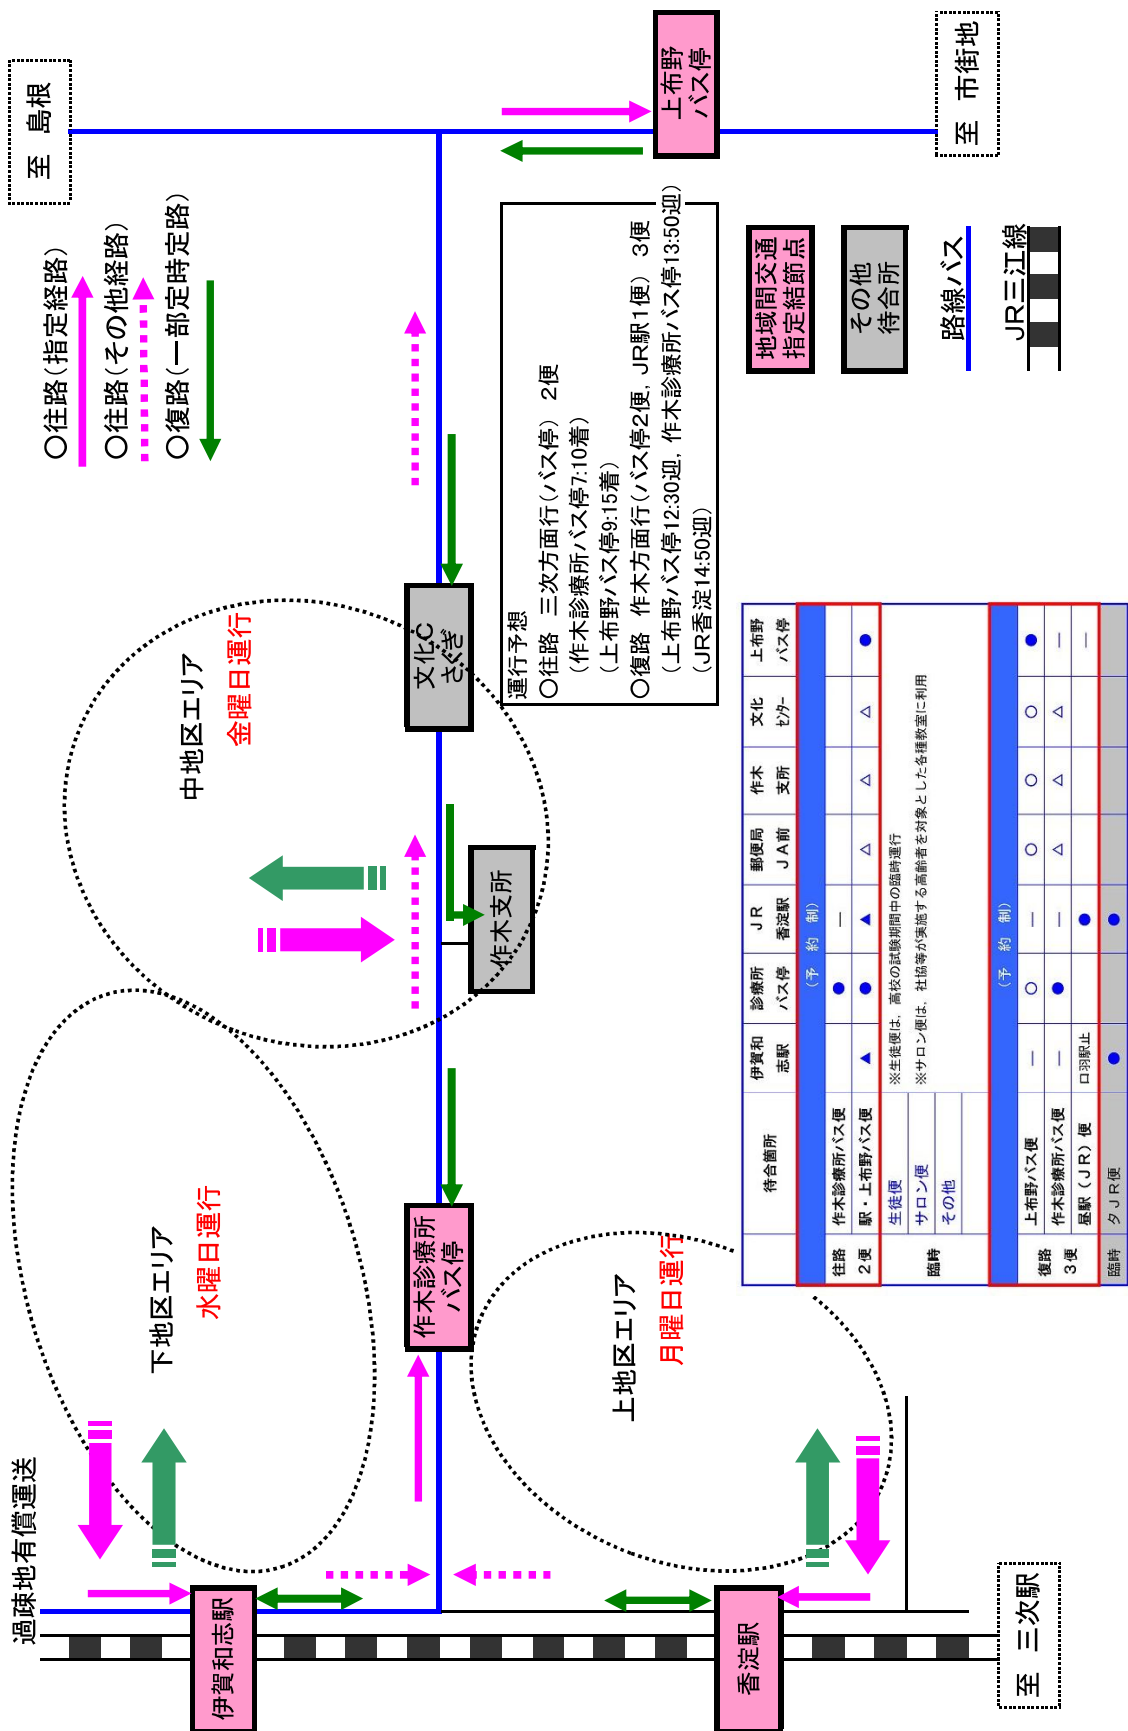 過疎地有償運送
至　島根
○往路（指定経路）
○往路（その他経路）
○復路（一部定時定路）
上布野
バス停
至　市街地
中地区エリア
金曜日運行
文化C
さくぎ
作木支所
下地区エリア
水曜日運行
作木診療所
バス停
上地区エリア
月曜日運行
伊賀和志駅
香淀駅
至　三次駅
運行予想
○往路　三次方面行（バス停）　2便
（作木診療所バス停7:10着）
（上布野バス停9:15着）
○復路　作木方面行（バス停2便，JR駅1便）　3便
（上布野バス停12:30迎，作木診療所バス停13:50迎）
（JR香淀14:50迎）
地域間交通
指定結節点
その他
待合所
路線バス
JR三江線
待合箇所　伊賀和志駅　診療所バス停　ＪＲ香淀駅　郵便局ＪＡ前　作木支所　文化ｾﾝﾀｰ　上布野バス停
（予　約　制）
往路　２便
作木診療所バス便　●　―
駅・上布野バス便　▲　●　▲　△　△　△　●
臨時
生徒便　※生徒便は，高校の試験期間中の臨時運行
サロン便　※サロン便は，社協等が実施する高齢者を対象とした各種教室に利用
その他
（予　約　制）
復路　３便
上布野バス便　―　○　―　○　○　○　●
作木診療所バス便　―　●　―　△　△　△　―
昼駅（ＪＲ）便　口羽駅止　●　―
臨時　夕ＪＲ便　●　●